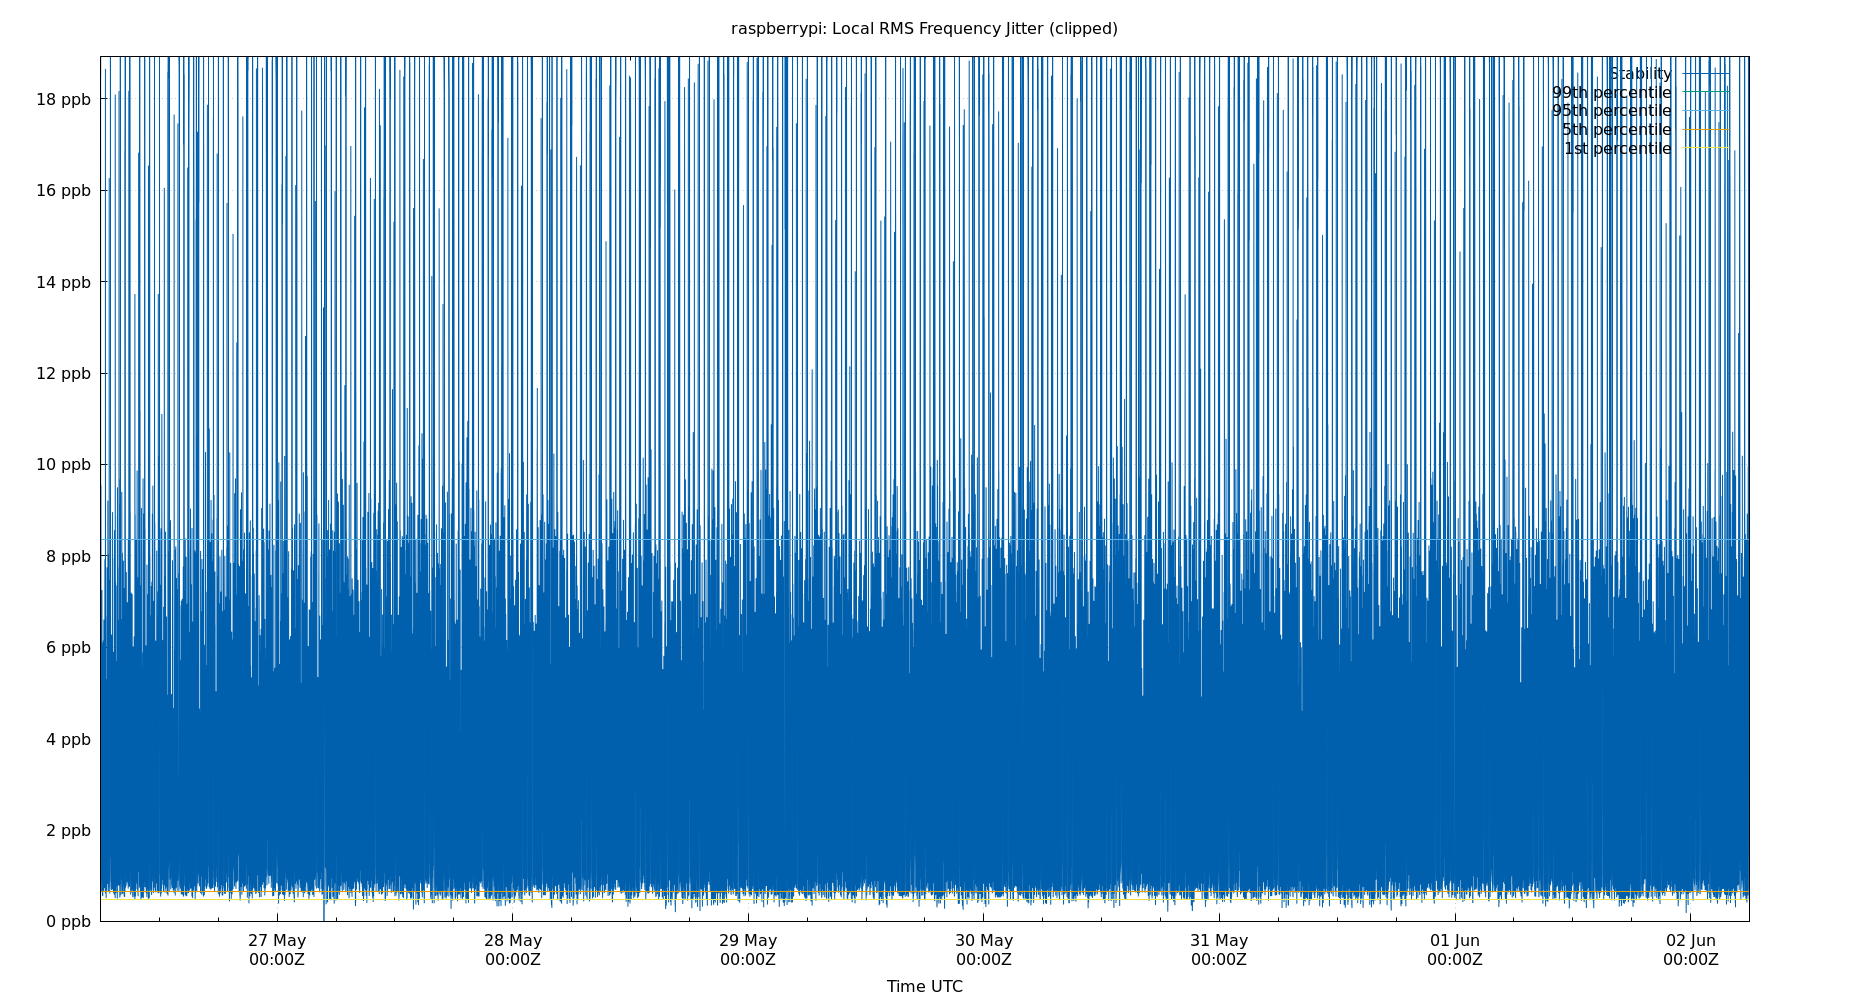 raspberrypi: Local RMS Frequency Jitter (clipped)
Stability
99th percentile
95th percentile
5th percentile
1st percentile
18 ppb
16 ppb
14 ppb
12 ppb
10 ppb
8 ppb
6 ppb
4 ppb
2 ppb
0 ppb
27 May 28 May 29 May 30 May 31 May 01 Jun 02 Jun
00:00Z 00:00Z 00:00Z 00:00Z 00:00Z 00:00Z 00:00Z
Time UTC